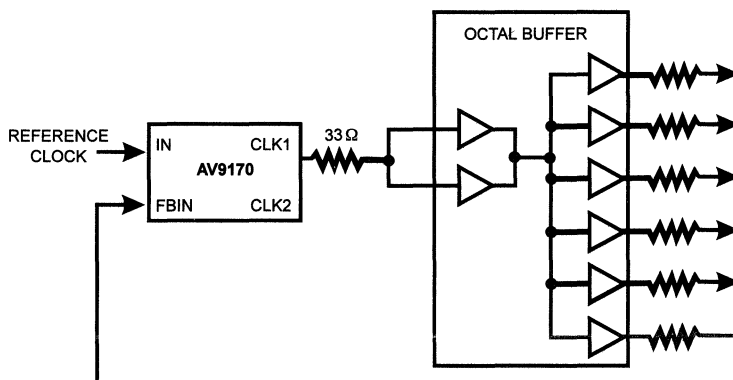 OCTAL BUFFER
33 Ω
REFERENCE
CLOCK
IN
CLK1
AV9170
FBIN
CLK2